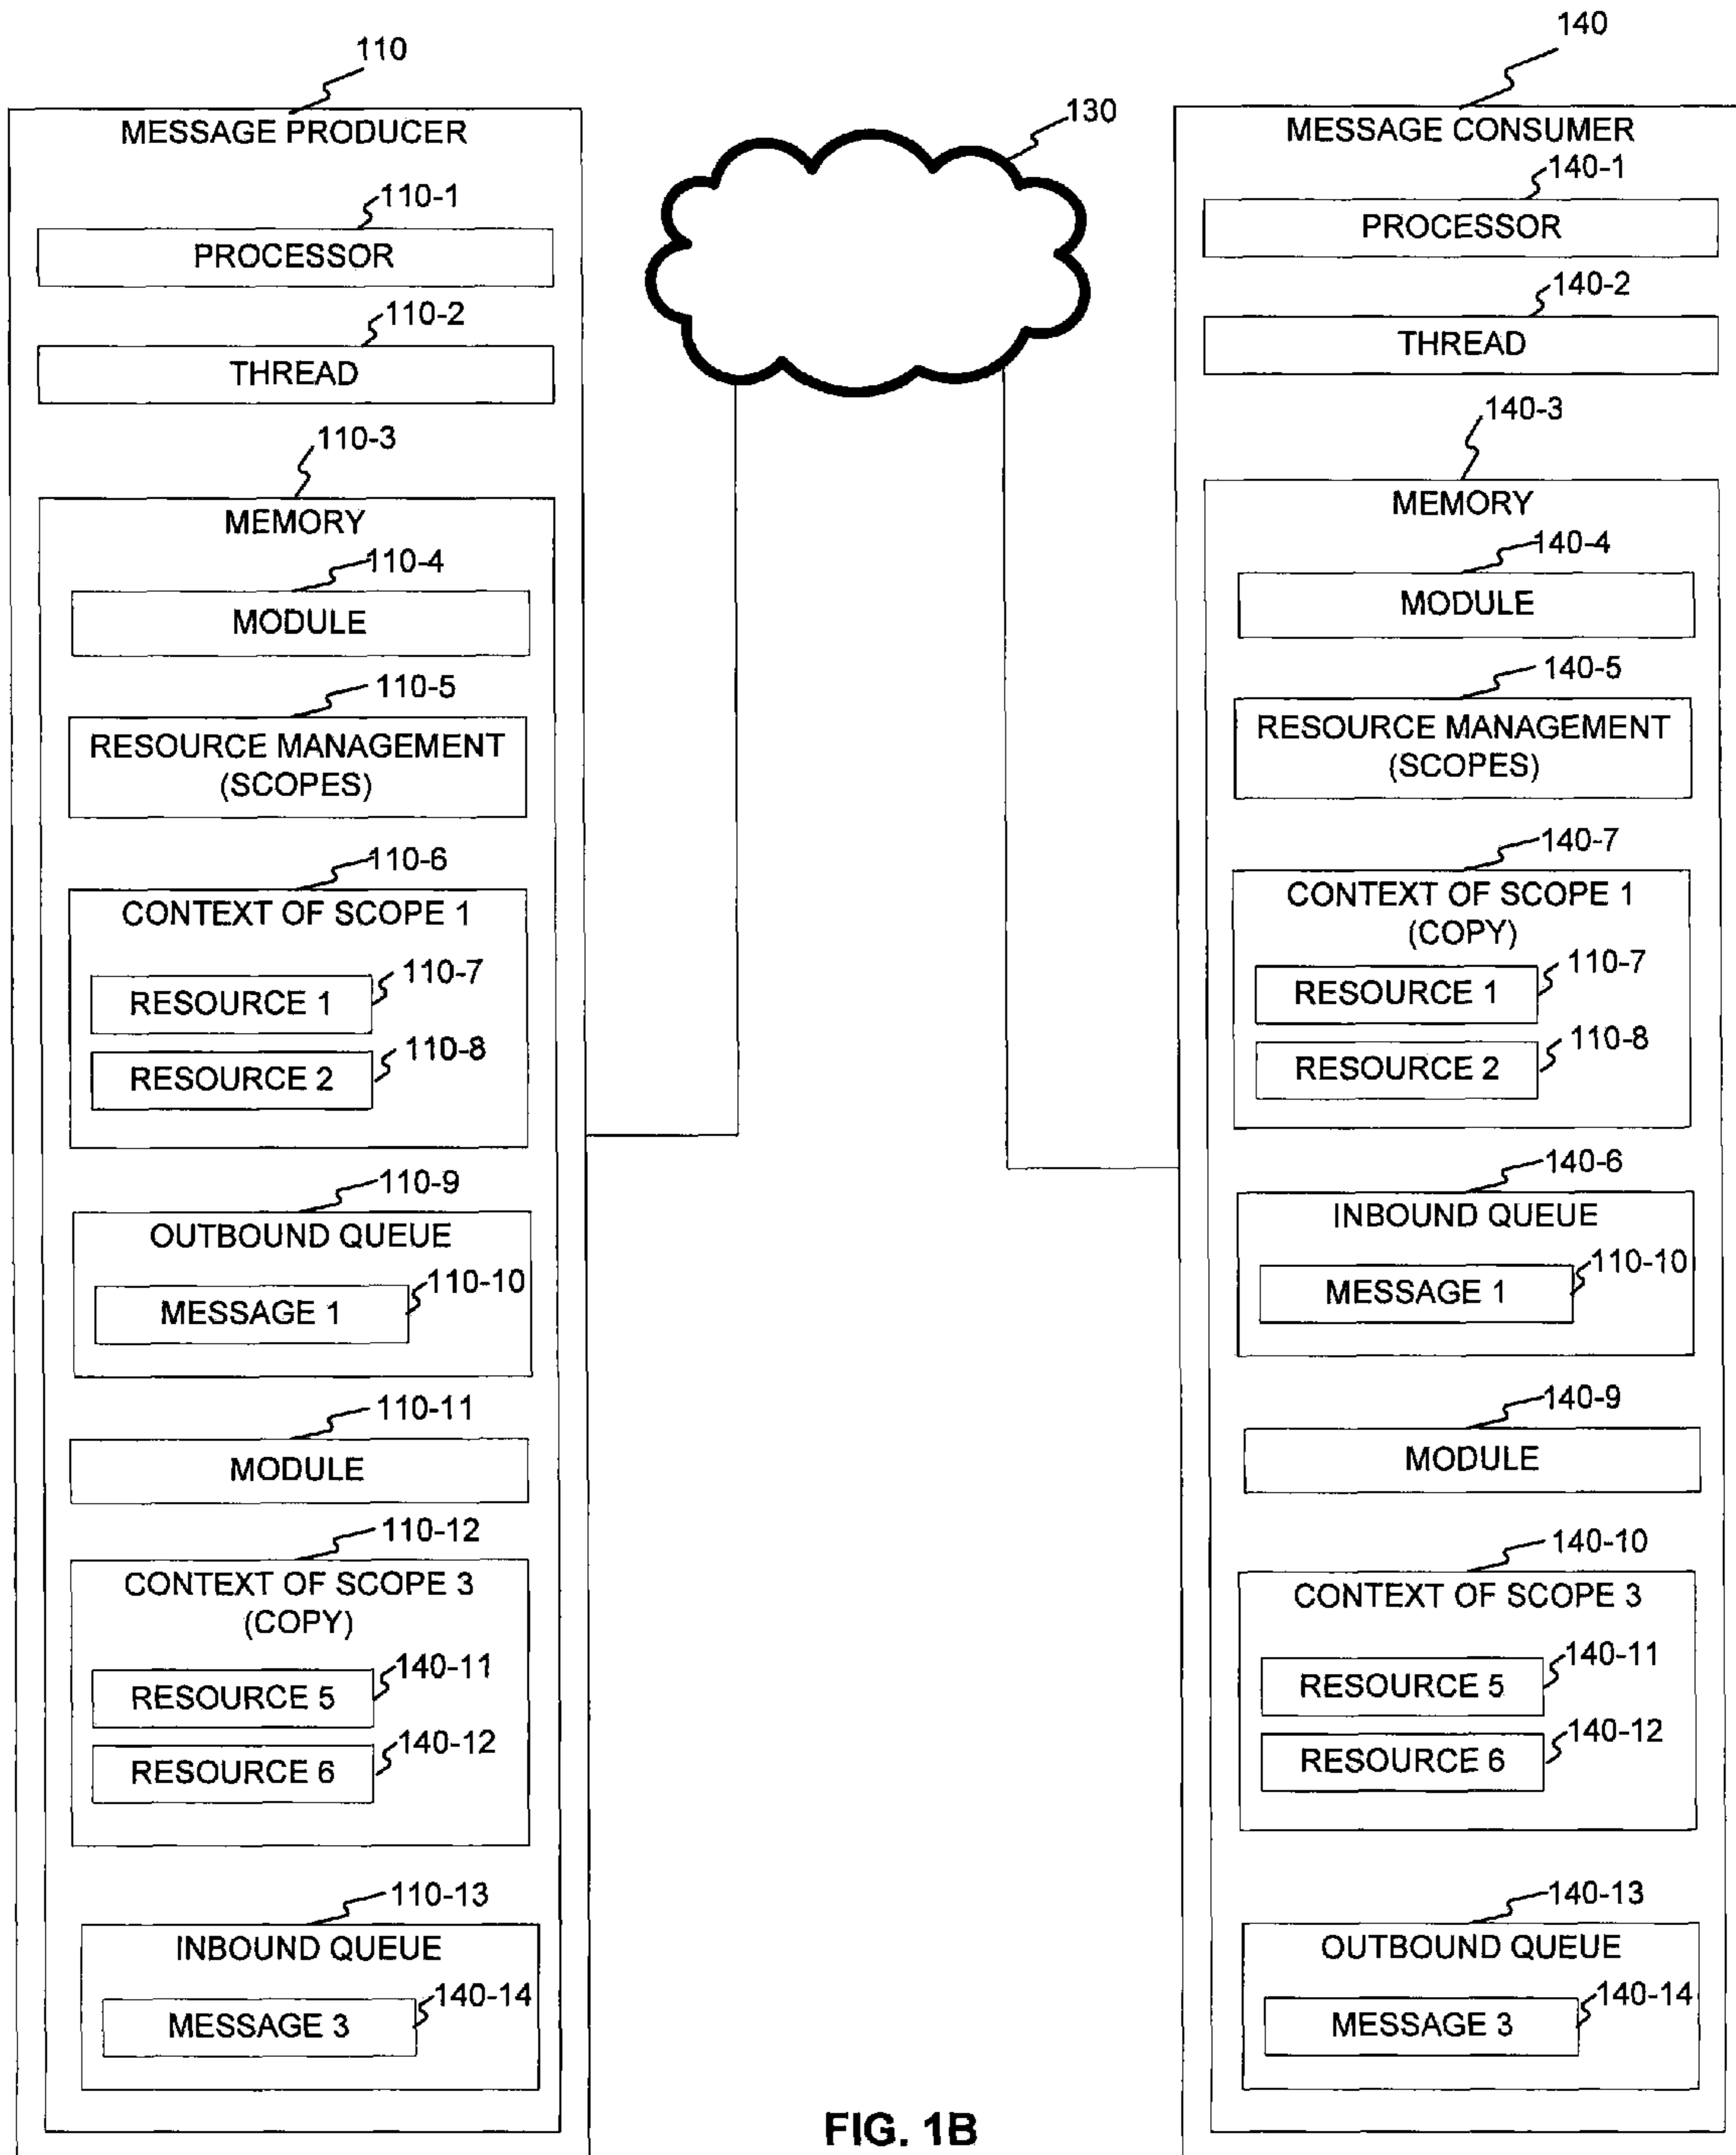 110
MESSAGE PRODUCER
110-1
PROCESSOR
110-2
THREAD
110-3
MEMORY
110-4
MODULE
110-5
RESOURCE MANAGEMENT
(SCOPES)
110-6
CONTEXT OF SCOPE 1
110-7
RESOURCE 1
110-8
RESOURCE 2
110-9
OUTBOUND QUEUE
110-10
MESSAGE 1
110-11
MODULE
110-12
CONTEXT OF SCOPE 3
(COPY)
140-11
RESOURCE 5
140-12
RESOURCE 6
110-13
INBOUND QUEUE
140-14
MESSAGE 3
130
140
MESSAGE CONSUMER
140-1
PROCESSOR
140-2
THREAD
140-3
MEMORY
140-4
MODULE
140-5
RESOURCE MANAGEMENT
(SCOPES)
140-7
CONTEXT OF SCOPE 1
(COPY)
110-7
RESOURCE 1
110-8
RESOURCE 2
140-6
INBOUND QUEUE
110-10
MESSAGE 1
140-9
MODULE
140-10
CONTEXT OF SCOPE 3
140-11
RESOURCE 5
140-12
RESOURCE 6
140-13
OUTBOUND QUEUE
140-14
MESSAGE 3
FIG. 1B